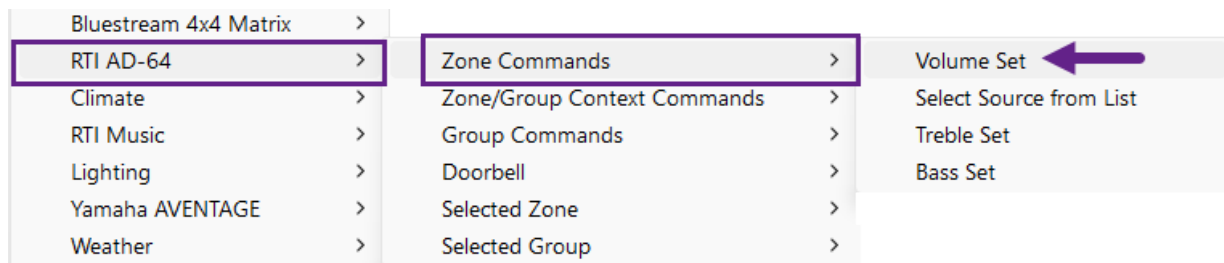 Bluestream 4x4 Matrix
RTI AD-64
Climate
RTI Music
Lighting
Yamaha AVENTAGE
Weather
Zone Commands
Zone/Group Context Commands
Group Commands
Doorbell
Selected Zone
Selected Group
Volume Set
Select Source from List
Treble Set
Bass Set